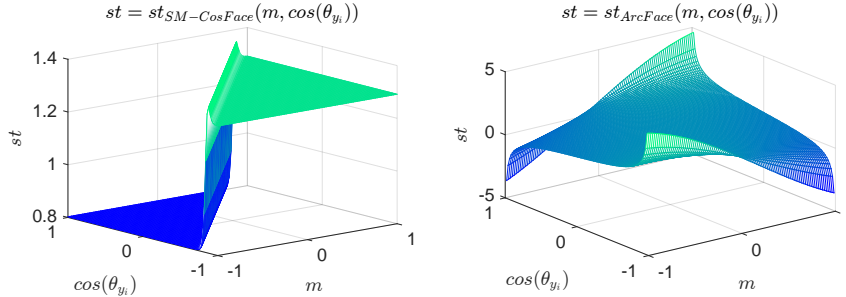 st = st_{SM-CosFace}(m, cos(θ_{y_i}))
1.4
1.2
1
0.8
st
1
0
-1
cos(θ_{y_i})
-1
0
1
m
st = st_{ArcFace}(m, cos(θ_{y_i}))
5
0
-5
st
1
0
-1
cos(θ_{y_i})
-1
0
m